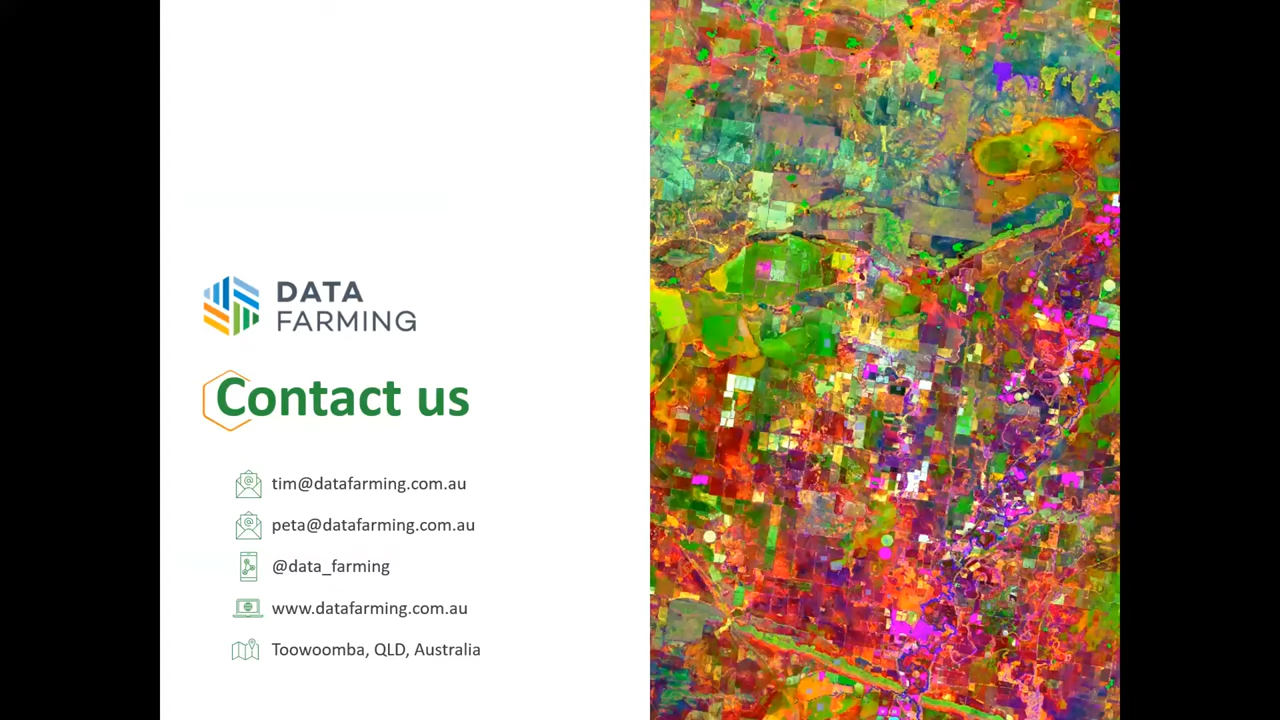 DATA
FARMING
Contact us
tim@datafarming.com.au
peta@datafarming.com.au
@data_farming
www.datafarming.com.au
Toowoomba, QLD, Australia